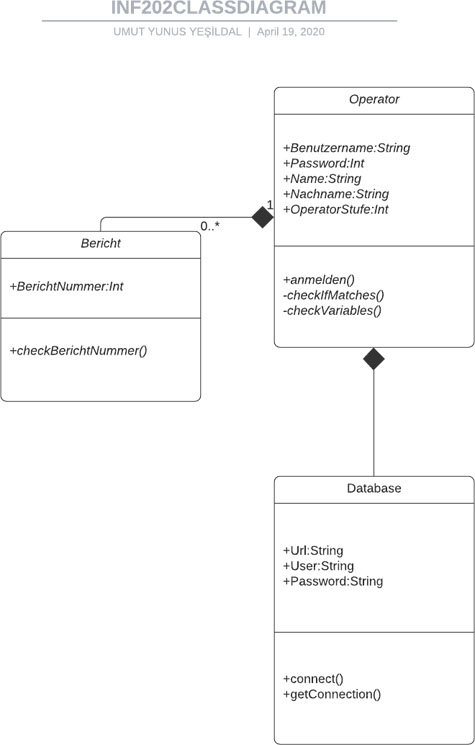 INF202CLASSDIAGRAM
UMUT YUNUS YEŞİLDAL | April 19, 2020
Operator
+Benutzername:String
+Password:Int
+Name:String
+Nachname:String
+OperatorStufe:Int
1
0..*
+anmelden()
-checkIfMatches()
-checkVariables()
Bericht
+BerichtNummer:Int
+checkBerichtNummer()
Database
+Url:String
+User:String
+Password:String
+connect()
+getConnection()